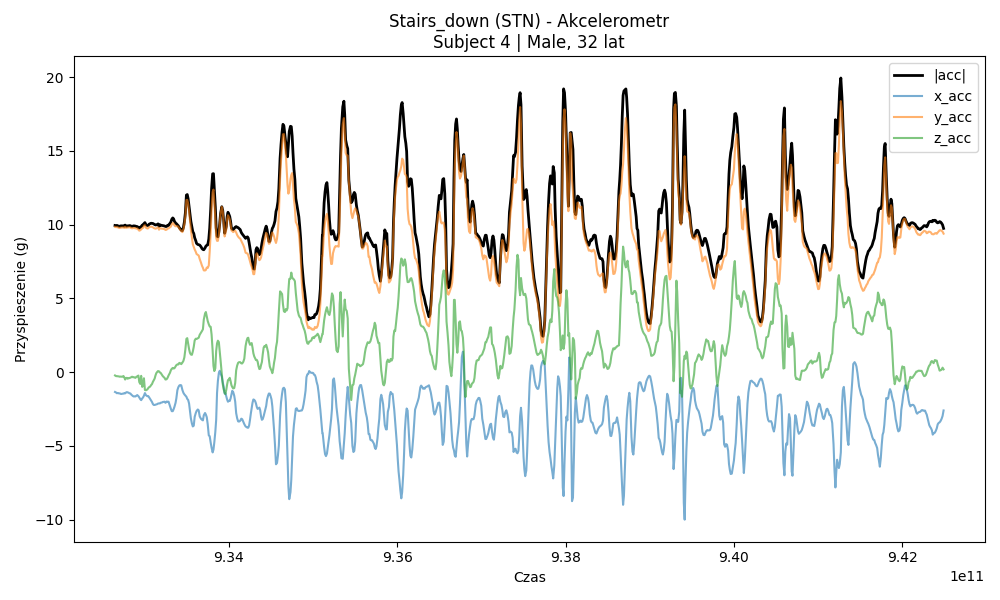 Stairs_down (STN) - Akcelerometr
Subject 4 | Male, 32 lat
|acc|
x_acc
y_acc
z_acc
Przyspieszenie (g)
20
15
10
5
0
−5
−10
9.34
9.36
9.38
9.40
9.42
1e11
Czas